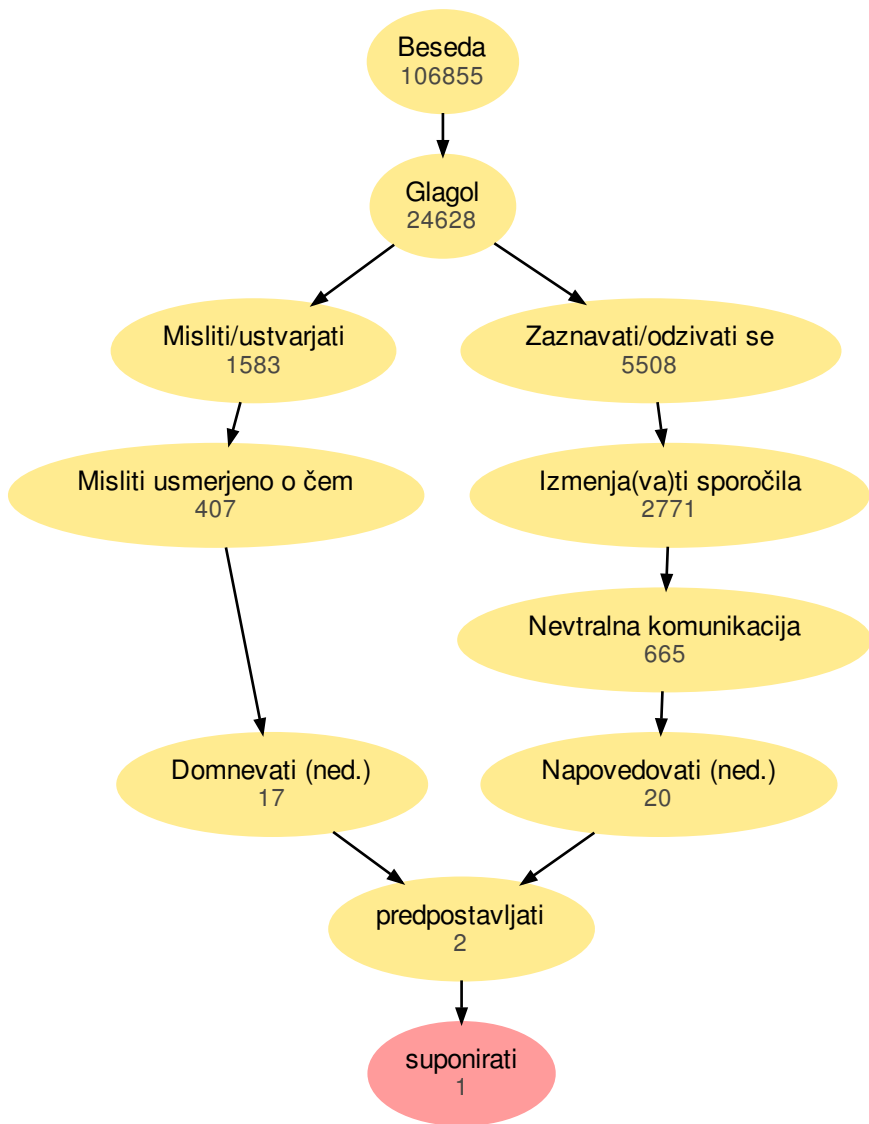 Beseda
106855
Glagol
24628
Misliti/ustvarjati
1583
Zaznavati/odzivati se
5508
Misliti usmerjeno o čem
407
Izmenja(va)ti sporočila
2771
Nevtralna komunikacija
665
Domnevati (ned.)
17
Napovedovati (ned.)
20
predpostavljati
2
suponirati
1